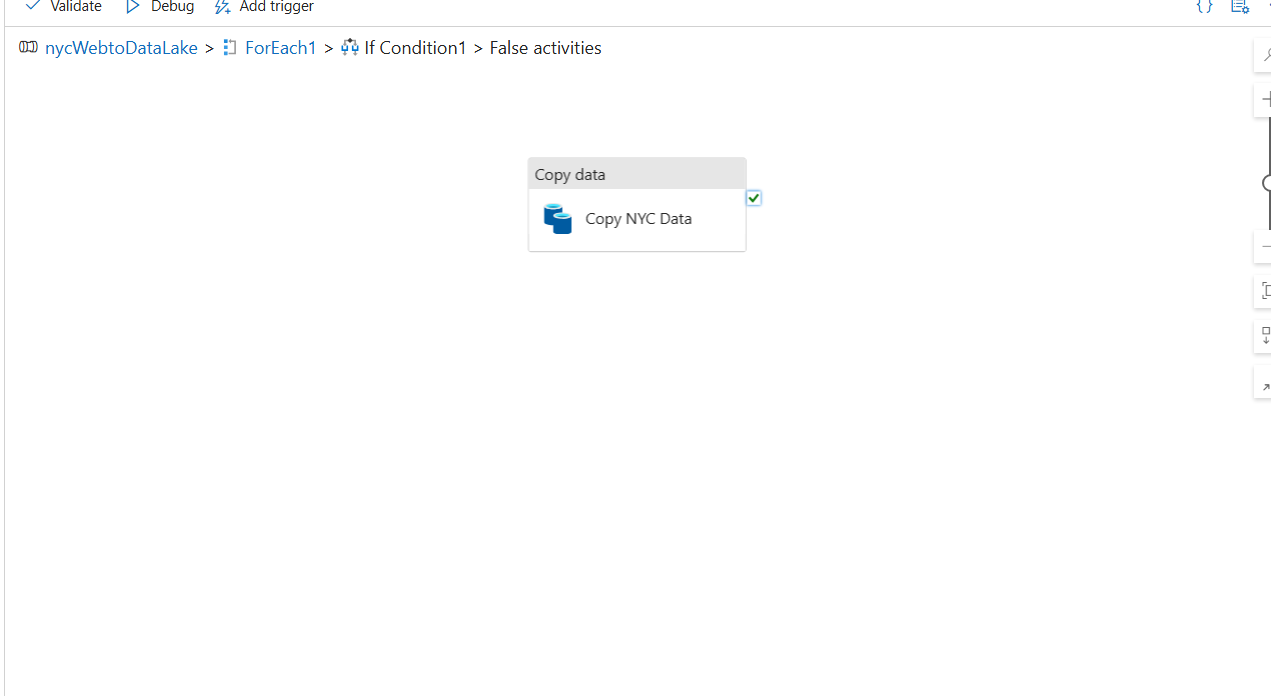 Validate Debug Add trigger {}
nycWebtoDataLake > ForEach1 > If Condition1 > False activities
Copy data
Copy NYC Data